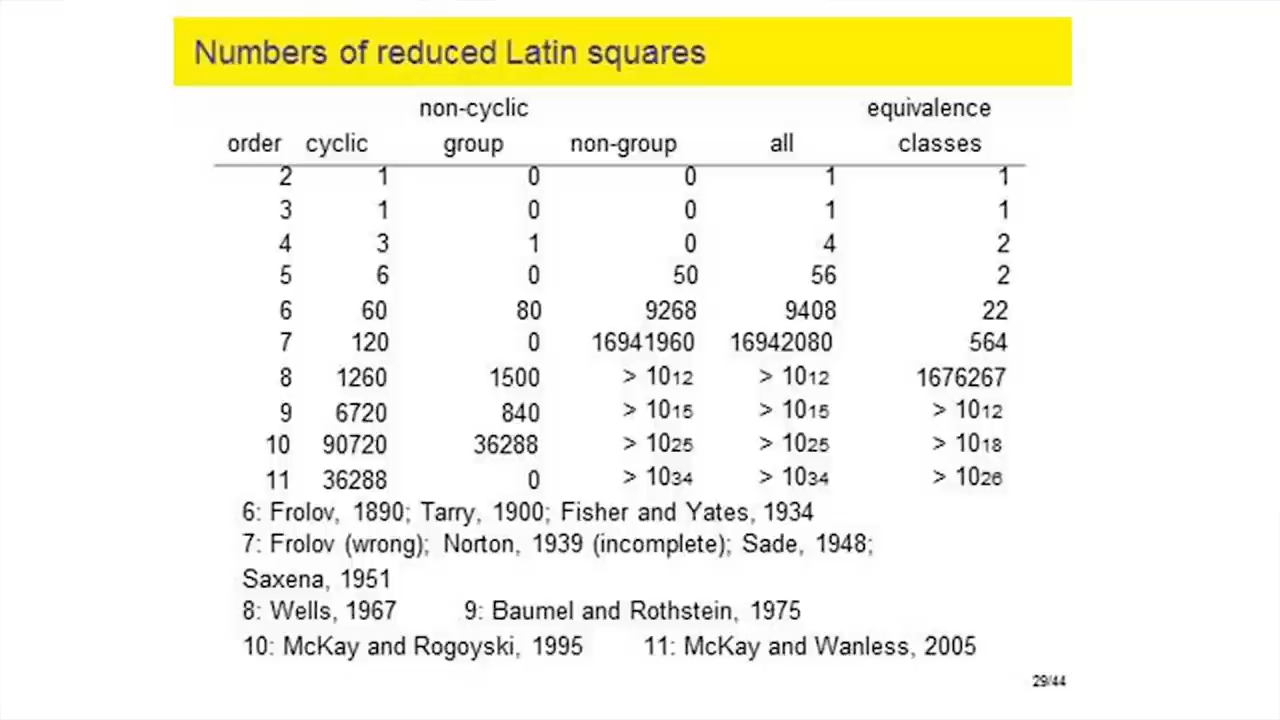 Numbers of reduced Latin squares
non-cyclic equivalence
order cyclic group non-group all classes
2 1 0 0 1 1
3 1 0 0 1 1
4 3 1 0 4 2
5 6 0 50 56 2
6 60 80 9268 9408 22
7 120 0 16941960 16942080 564
8 1260 1500 > 1012 > 1012 1676267
9 6720 840 > 1015 > 1015 > 1012
10 90720 36288 > 1025 > 1025 > 1018
11 36288 0 > 1034 > 1034 > 1026
6: Frolov, 1890; Tarry, 1900; Fisher and Yates, 1934
7: Frolov (wrong); Norton, 1939 (incomplete); Sade, 1948;
Saxena, 1951
8: Wells, 1967 9: Baumel and Rothstein, 1975
10: McKay and Rogoyski, 1995 11: McKay and Wanless, 2005
29/44